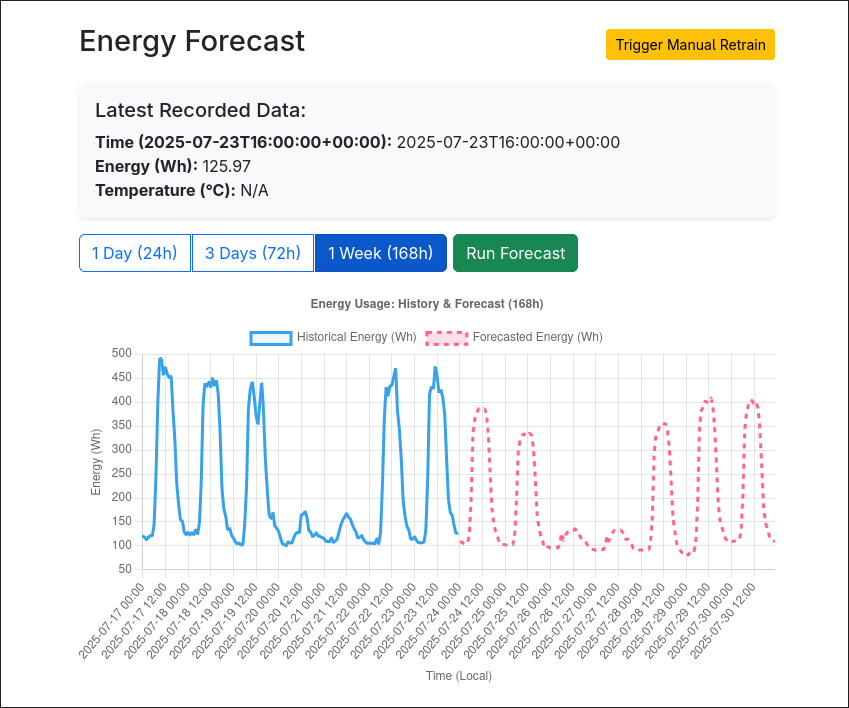 Energy Forecast
Trigger Manual Retrain
Latest Recorded Data:
Time (2025-07-23T16:00:00+00:00): 2025-07-23T16:00:00+00:00
Energy (Wh): 125.97
Temperature (°C): N/A
1 Day (24h)
3 Days (72h)
1 Week (168h)
Run Forecast
Energy Usage: History & Forecast (168h)
Historical Energy (Wh)
Forecasted Energy (Wh)
Energy (Wh)
500
450
400
350
300
250
200
150
100
50
2025-07-17 00:00
2025-07-17 12:00
2025-07-18 00:00
2025-07-18 12:00
2025-07-19 00:00
2025-07-19 12:00
2025-07-20 00:00
2025-07-20 12:00
2025-07-21 00:00
2025-07-21 12:00
2025-07-22 00:00
2025-07-22 12:00
2025-07-23 00:00
2025-07-23 12:00
2025-07-24 00:00
2025-07-24 12:00
2025-07-25 00:00
2025-07-25 12:00
2025-07-26 00:00
2025-07-26 12:00
2025-07-27 00:00
2025-07-27 12:00
2025-07-28 00:00
2025-07-28 12:00
2025-07-29 00:00
2025-07-29 12:00
2025-07-30 00:00
2025-07-30 12:00
Time (Local)